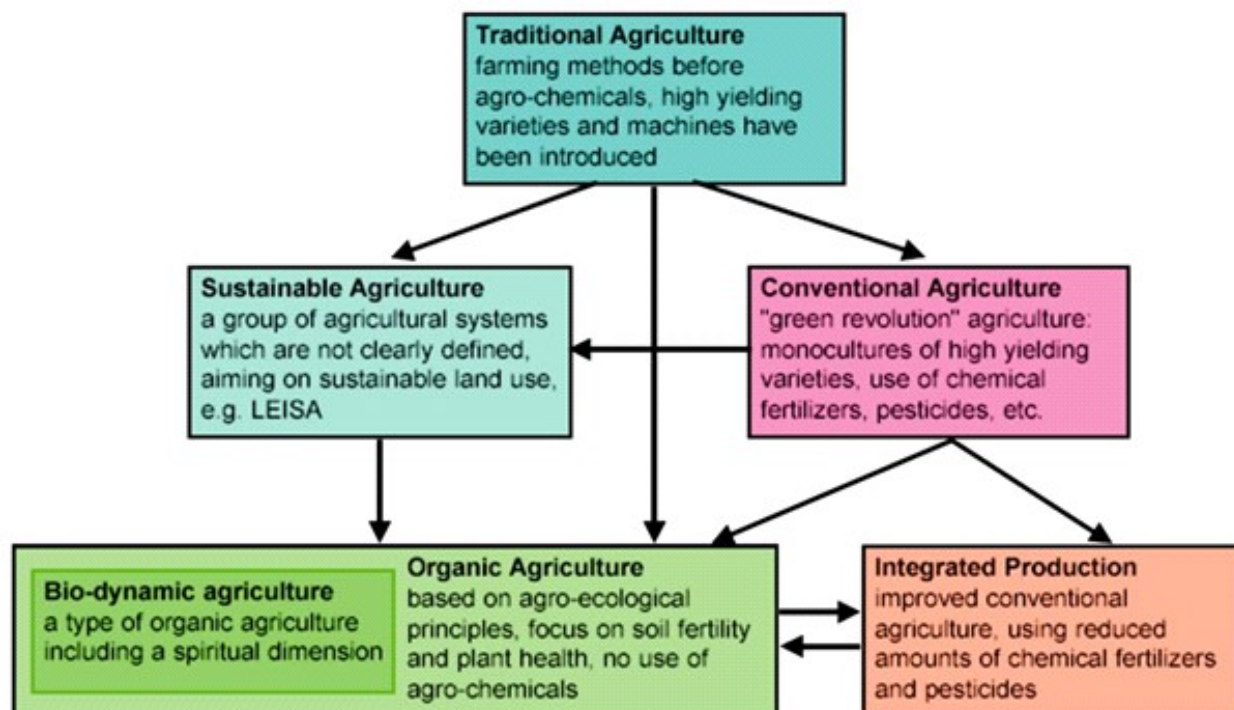 Traditional Agriculture
farming methods before
agro-chemicals, high yielding
varieties and machines have
been introduced
Sustainable Agriculture
a group of agricultural systems
which are not clearly defined,
aiming on sustainable land use,
e.g. LEISA
Conventional Agriculture
"green revolution" agriculture:
monocultures of high yielding
varieties, use of chemical
fertilizers, pesticides, etc.
Bio-dynamic agriculture
a type of organic agriculture
including a spiritual dimension
Organic Agriculture
based on agro-ecological
principles, focus on soil fertility
and plant health, no use of
agro-chemicals
Integrated Production
improved conventional
agriculture, using reduced
amounts of chemical fertilizers
and pesticides